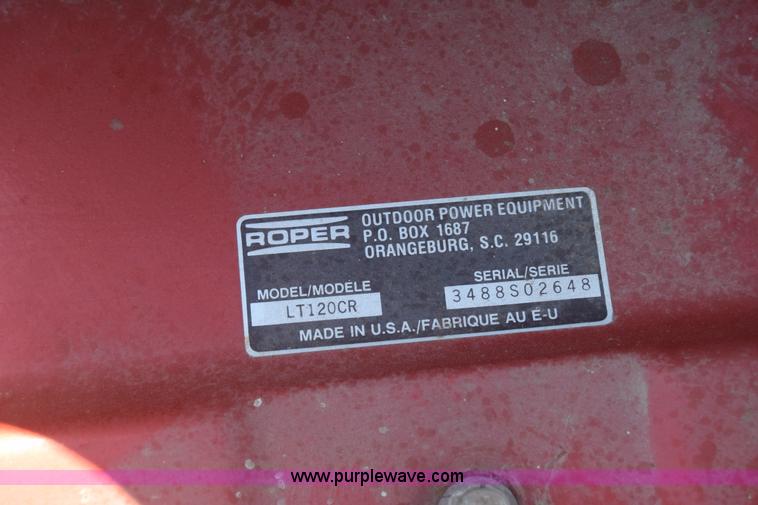 ROPER
OUTDOOR POWER EQUIPMENT
P.O. BOX 1687
ORANGEBURG, S.C. 29116
MODEL/MODÈLE
LT120CR
SERIAL/SERIE
3488S02648
MADE IN U.S.A./FABRIQUE AU É-U
www.purplewave.com